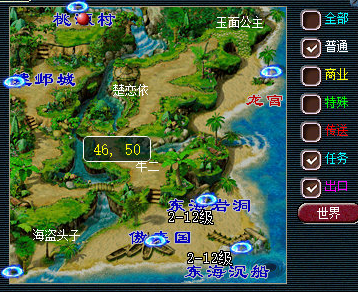 桃源村
玉面公主
全部
普通
建邺城
楚恋依
商业
龙宫
特殊
46, 50
传送
牛二
任务
东海岩洞
出口
2-12级
世界
海盗头子
傲来国
2-12级
东海沉船